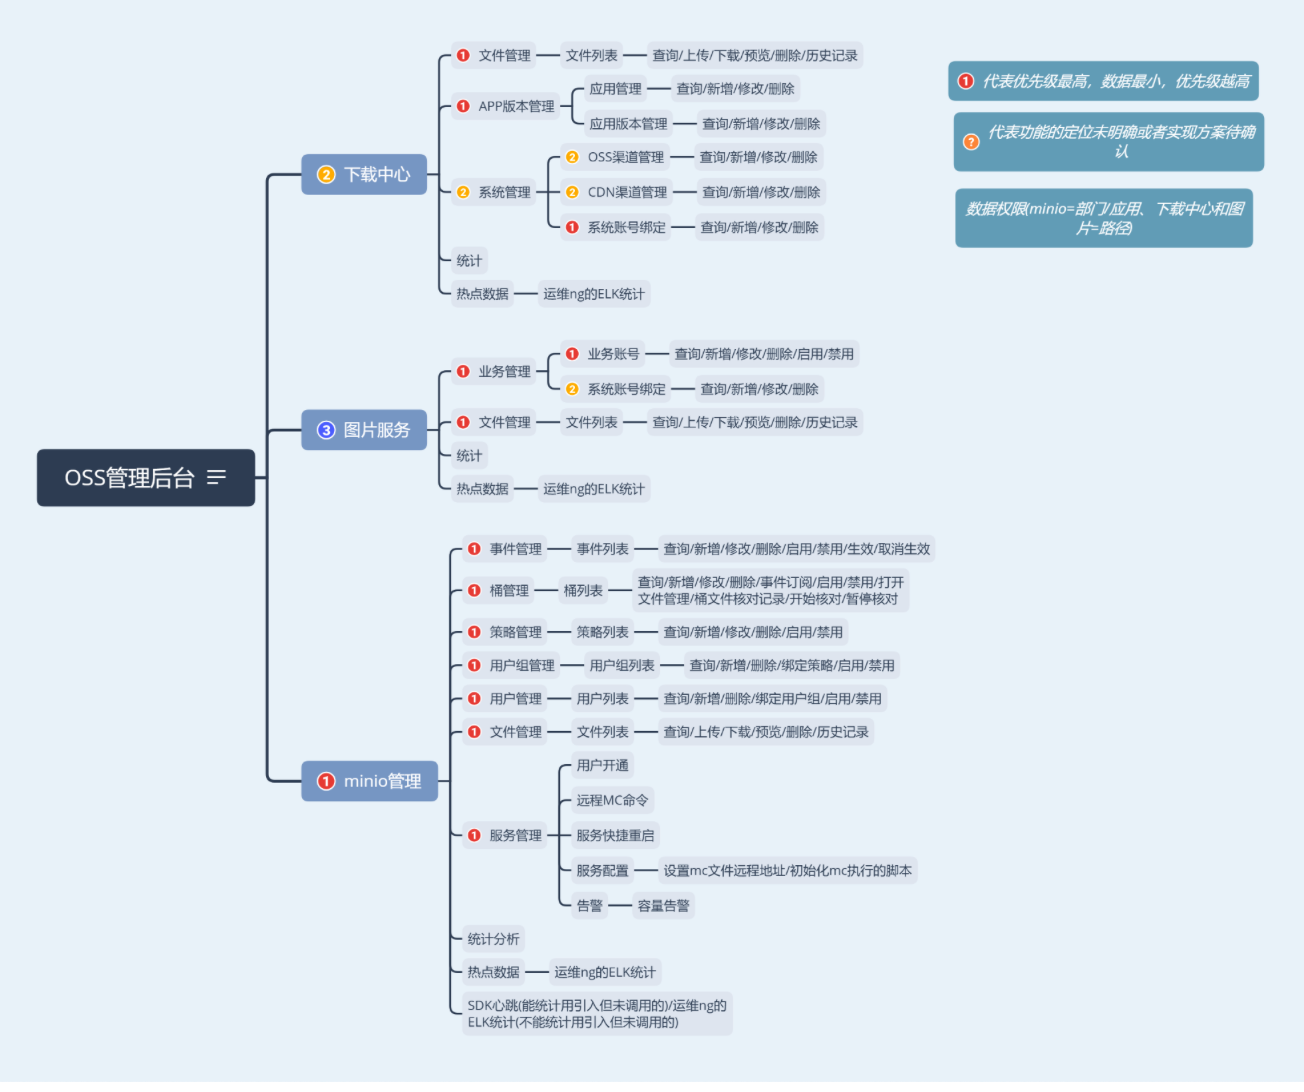 OSS管理后台
2 下载中心
1 文件管理
文件列表
查询/上传/下载/预览/删除/历史记录
1 APP版本管理
应用管理
查询/新增/修改/删除
应用版本管理
查询/新增/修改/删除
2 系统管理
2 OSS渠道管理
查询/新增/修改/删除
2 CDN渠道管理
查询/新增/修改/删除
1 系统账号绑定
查询/新增/修改/删除
统计
热点数据
运维ng的ELK统计
3 图片服务
1 业务管理
1 业务账号
查询/新增/修改/删除/启用/禁用
2 系统账号绑定
查询/新增/修改/删除
1 文件管理
文件列表
查询/上传/下载/预览/删除/历史记录
统计
热点数据
运维ng的ELK统计
1 minio管理
1 事件管理
事件列表
查询/新增/修改/删除/启用/禁用/生效/取消生效
1 桶管理
桶列表
查询/新增/修改/删除/事件订阅/启用/禁用/打开
文件管理/桶文件核对记录/开始核对/暂停核对
1 策略管理
策略列表
查询/新增/修改/删除/启用/禁用
1 用户组管理
用户组列表
查询/新增/删除/绑定策略/启用/禁用
1 用户管理
用户列表
查询/新增/删除/绑定用户组/启用/禁用
1 文件管理
文件列表
查询/上传/下载/预览/删除/历史记录
1 服务管理
用户开通
远程MC命令
服务快捷重启
服务配置
设置mc文件远程地址/初始化mc执行的脚本
告警
容量告警
统计分析
热点数据
运维ng的ELK统计
SDK心跳(能统计用引入但未调用的)/运维ng的
ELK统计(不能统计用引入但未调用的)
1 代表优先级最高，数据最小，优先级越高
? 代表功能的定位未明确或者实现方案待确
认
数据权限(minio=部门/应用、下载中心和图
片=路径)